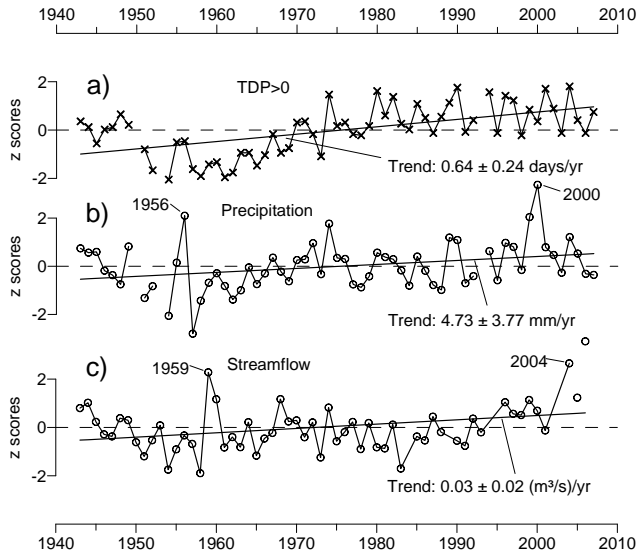 1940 1950 1960 1970 1980 1990 2000 2010
a)
TDP>0
2
0
-2
z scores
Trend: 0.64 ± 0.24 days/yr
b)
1956
Precipitation
2000
2
0
-2
z scores
Trend: 4.73 ± 3.77 mm/yr
c)
1959
Streamflow
2004
2
0
-2
z scores
Trend: 0.03 ± 0.02 (m³/s)/yr
1940 1950 1960 1970 1980 1990 2000 2010